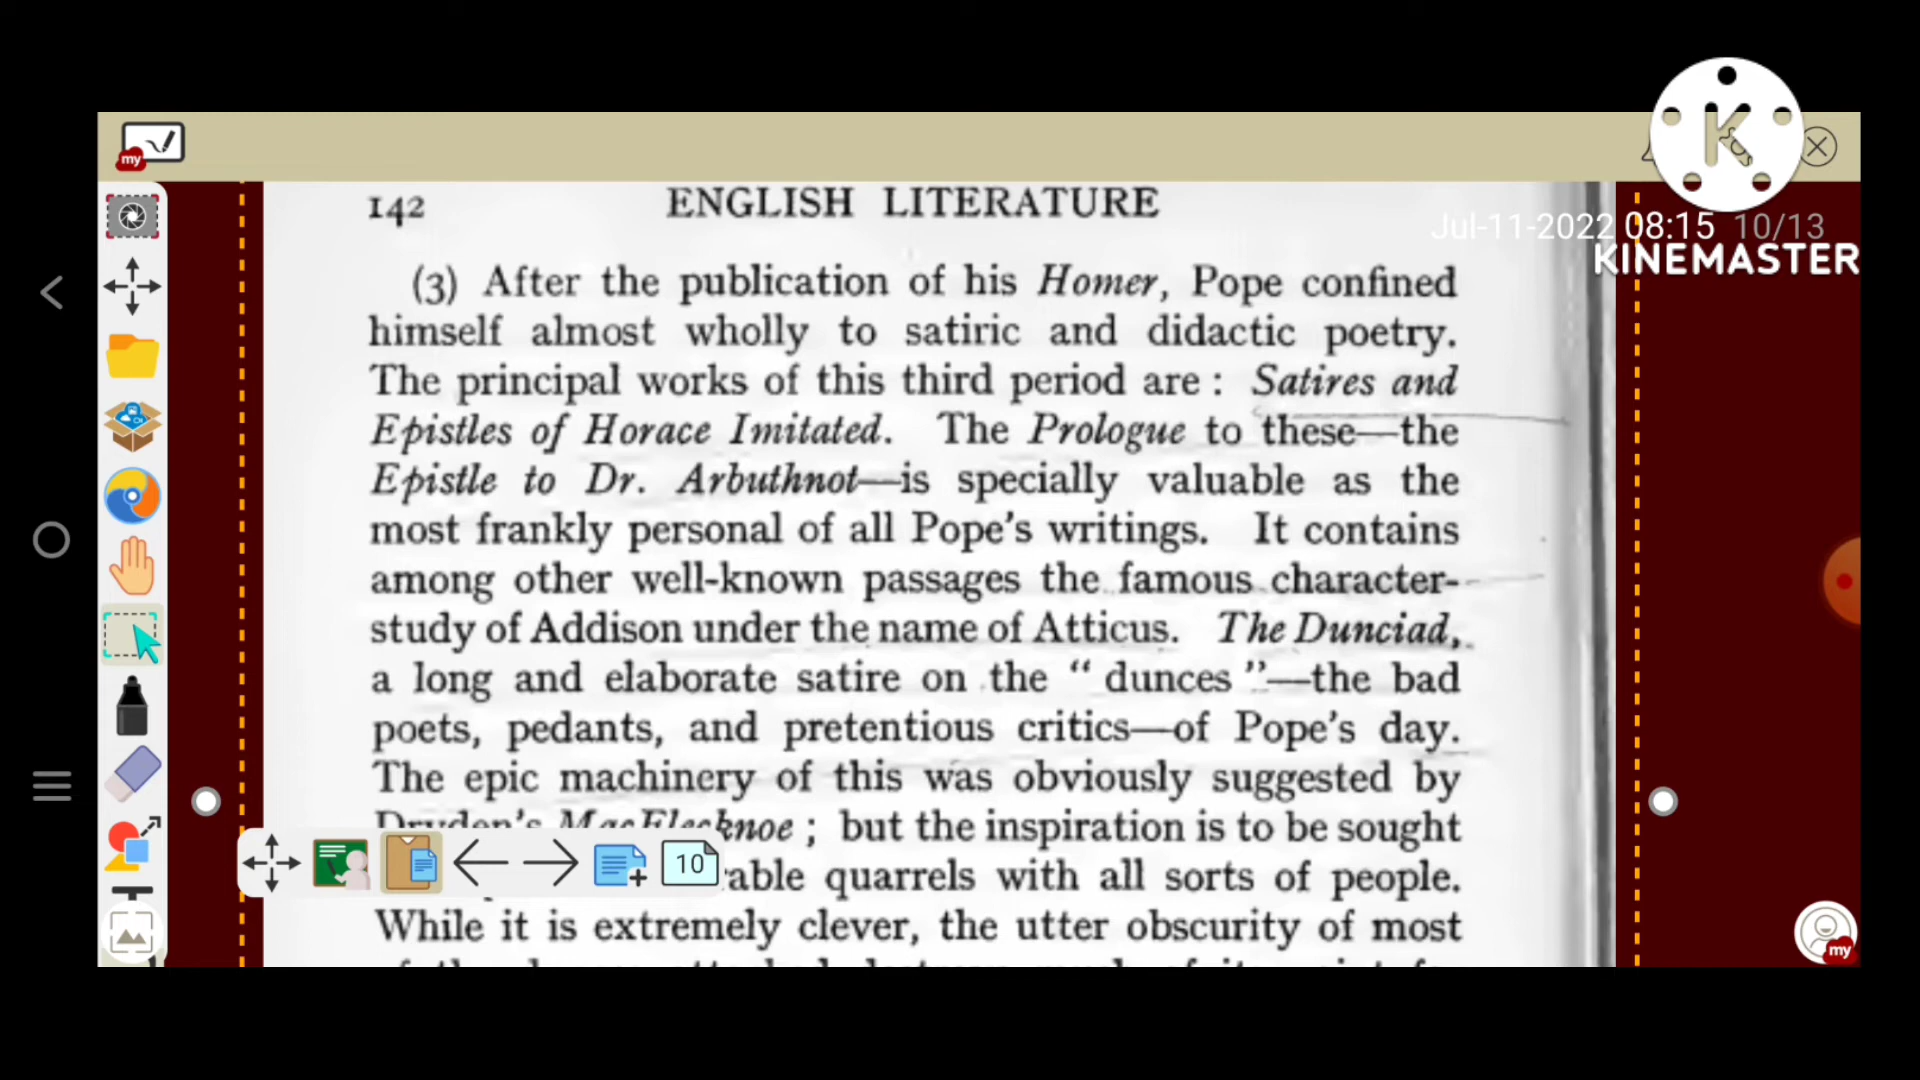 my
K
142 ENGLISH LITERATURE
Jul-11-2022 08:15 10/13
KINEMASTER
(3) After the publication of his Homer, Pope confined
himself almost wholly to satiric and didactic poetry.
The principal works of this third period are : Satires and
Epistles of Horace Imitated. The Prologue to these—the
Epistle to Dr. Arbuthnot—is specially valuable as the
most frankly personal of all Pope's writings. It contains
among other well-known passages the famous character-
study of Addison under the name of Atticus. The Dunciad,
a long and elaborate satire on the “ dunces ”—the bad
poets, pedants, and pretentious critics—of Pope's day.
The epic machinery of this was obviously suggested by
Dryden's MacFlecknoe ; but the inspiration is to be sought
10
able quarrels with all sorts of people.
While it is extremely clever, the utter obscurity of most
my